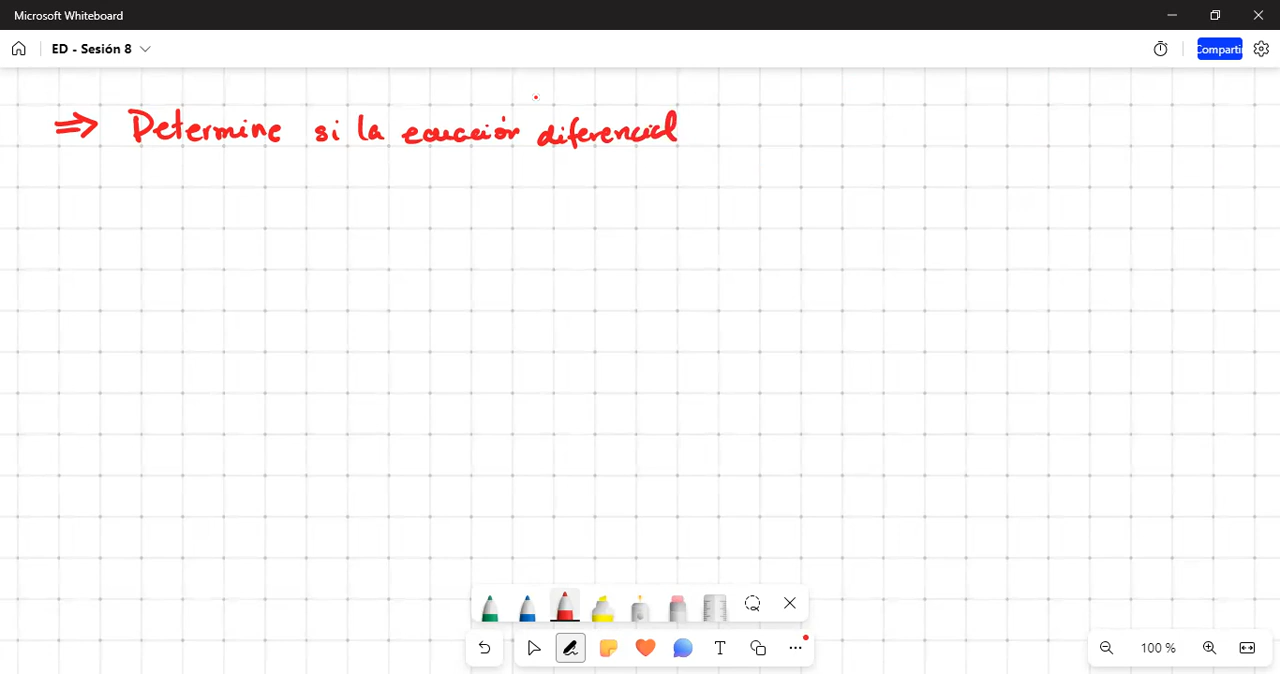 Microsoft Whiteboard
ED - Sesión 8
Compartir
⇒ Determine si la ecuación diferencial
T
100 %